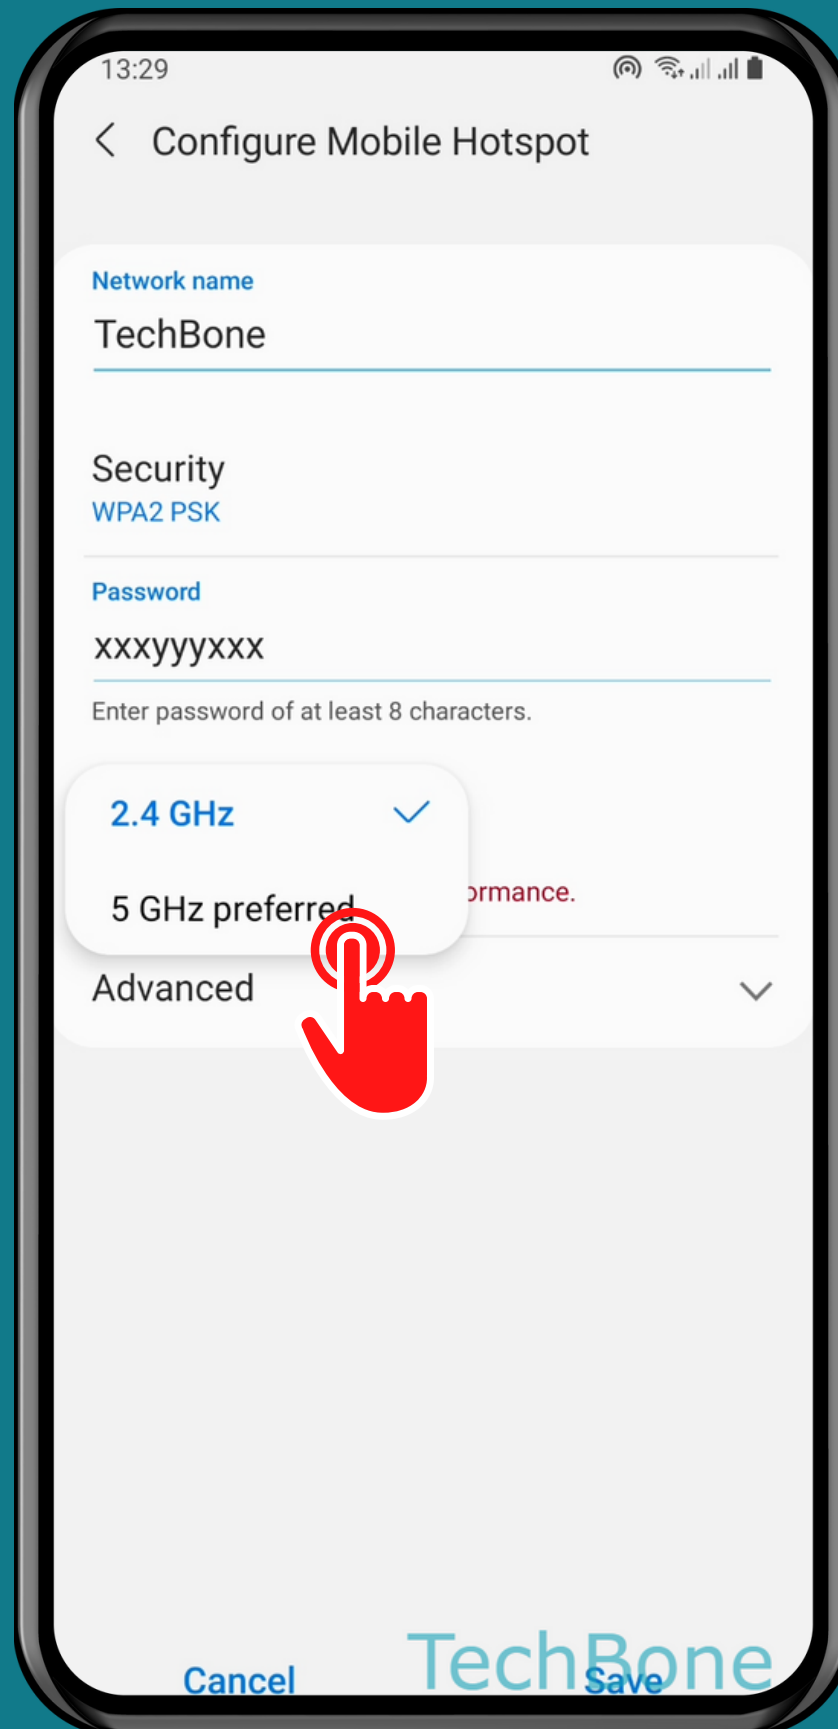 13:29
Configure Mobile Hotspot
Network name
TechBone
Security
WPA2 PSK
Password
xxxyyyxxx
Enter password of at least 8 characters.
2.4 GHz
5 GHz preferred
Advanced
Cancel
Save
TechBone